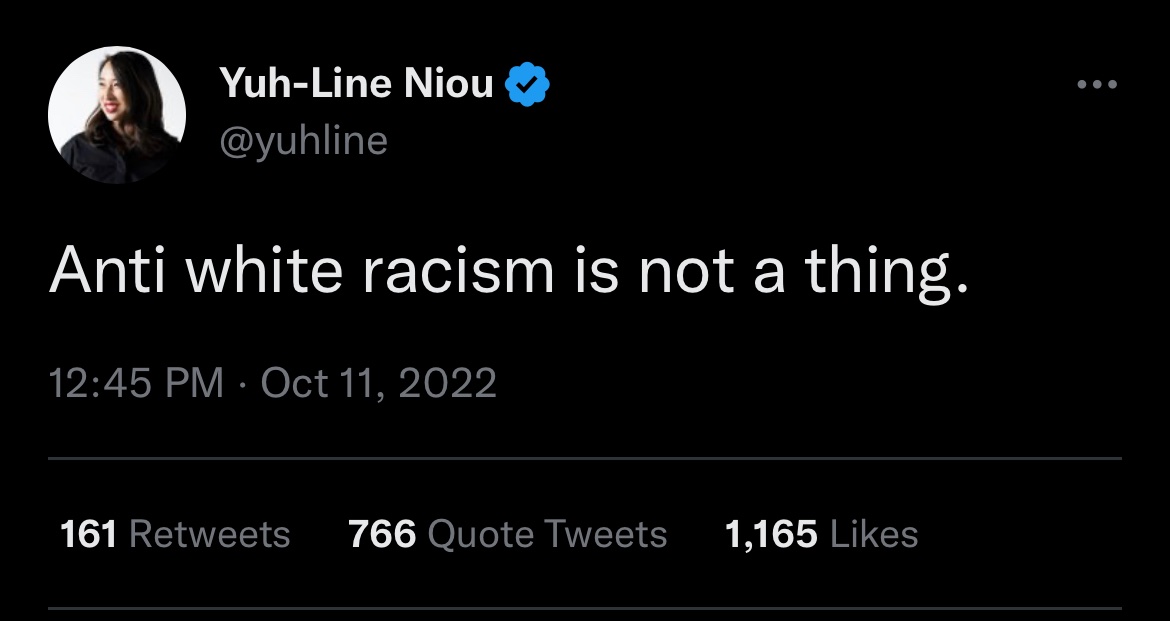 Yuh-Line Niou
@yuhline
Anti white racism is not a thing.
12:45 PM · Oct 11, 2022
161 Retweets 766 Quote Tweets 1,165 Likes